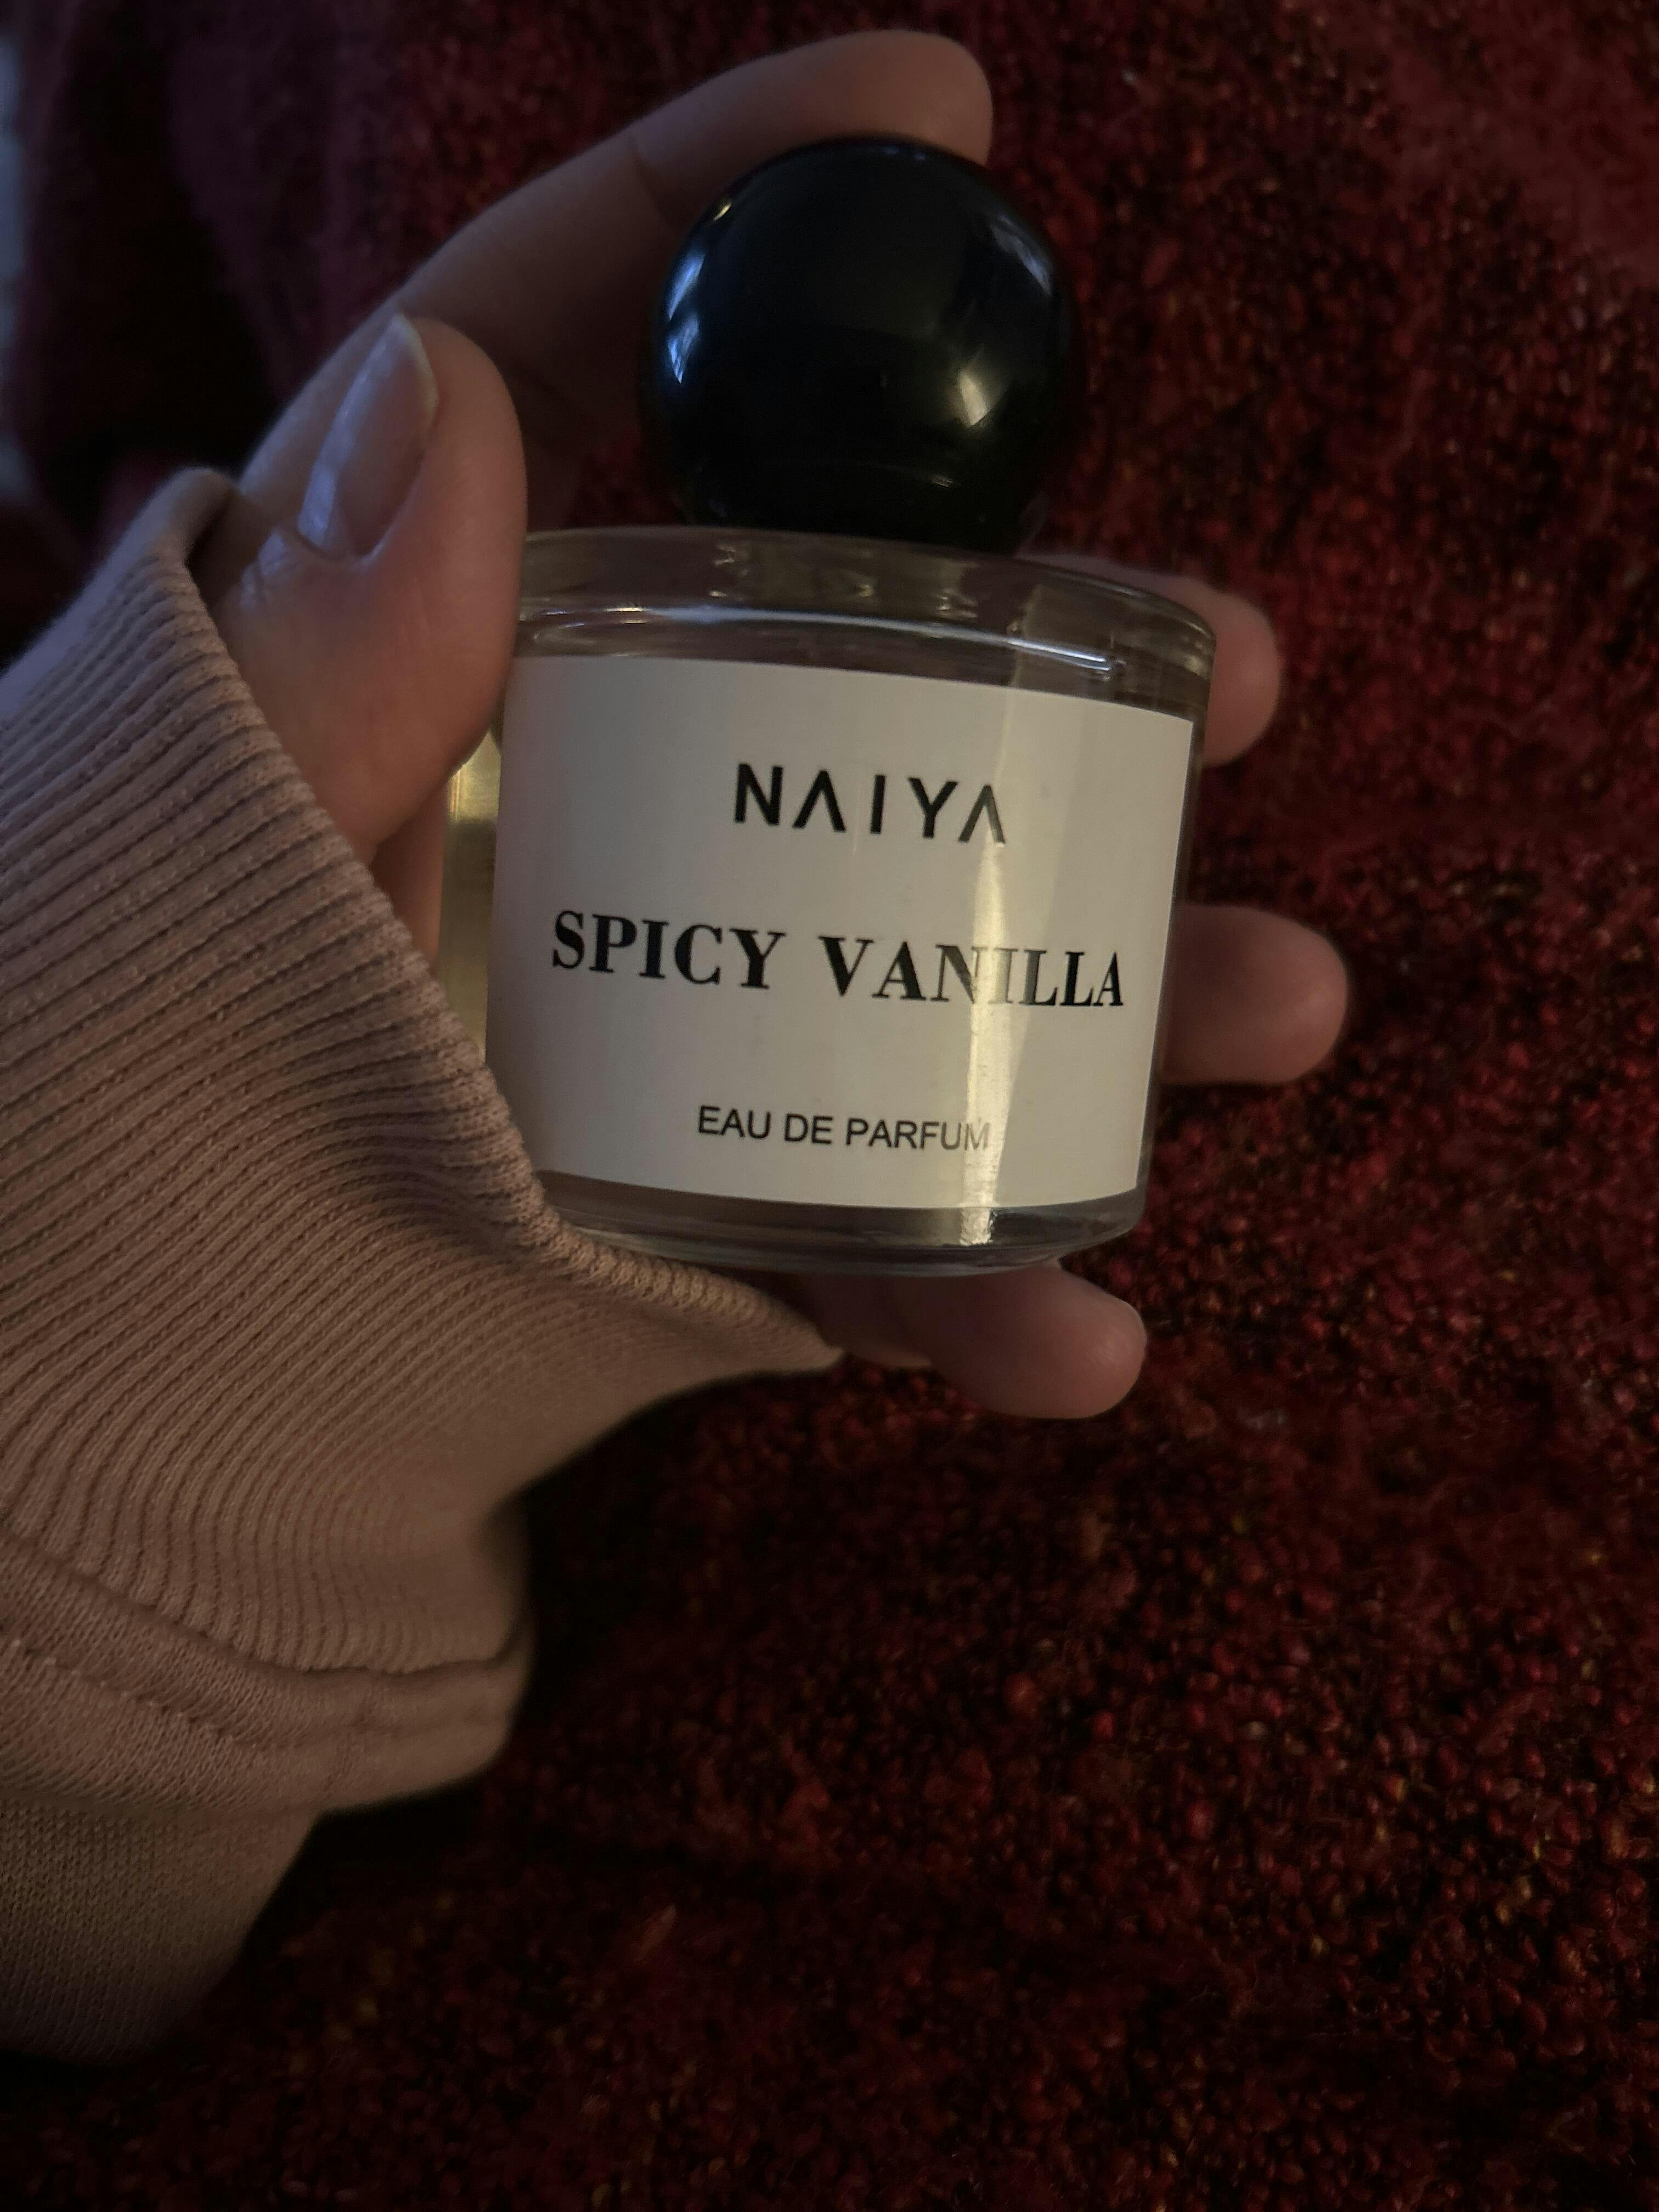 NAIYA
SPICY VANILLA
EAU DE PARFUM